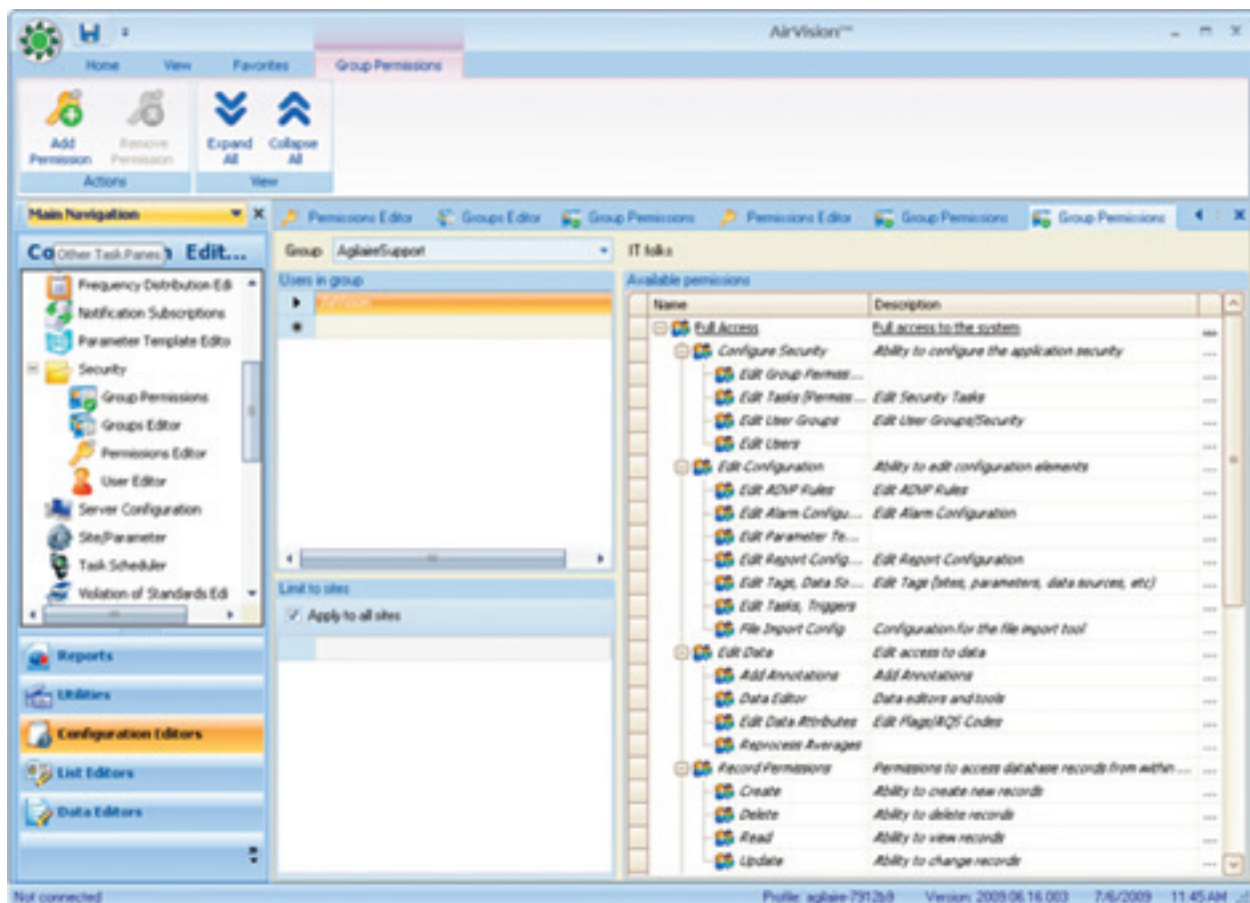 AirVision™
Home View Favorites Group Permissions
Add Permission
Remove Permission
Expand All
Collapse All
Actions
View
Main Navigation
Permissions Editor Groups Editor Group Permissions Permissions Editor Group Permissions Group Permissions
Co Other Task Panes Edit...
Group AgilaireSupport IT folks
Frequency Distribution Edi
Notification Subscriptions
Parameter Template Edito
Security
Group Permissions
Groups Editor
Permissions Editor
User Editor
Server Configuration
Site/Parameter
Task Scheduler
Violation of Standards Edi
Reports
Utilities
Configuration Editors
List Editors
Data Editors
Users in group
AirVision
Limit to sites
Apply to all sites
Available permissions
Name Description
Full Access Full access to the system
Configure Security Ability to configure the application security
Edit Group Permiss...
Edit Tasks (Permiss... Edit Security Tasks
Edit User Groups Edit User Groups/Security
Edit Users
Edit Configuration Ability to edit configuration elements
Edit ADVP Rules Edit ADVP Rules
Edit Alarm Configu... Edit Alarm Configuration
Edit Parameter Te...
Edit Report Config... Edit Report Configuration
Edit Tags, Data So... Edit Tags (sites, parameters, data sources, etc)
Edit Tasks, Triggers
File Import Config Configuration for the file import tool
Edit Data Edit access to data
Add Annotations Add Annotations
Data Editor Data editors and tools
Edit Data Attributes Edit Flags/AQS Codes
Reprocess Averages
Record Permissions Permissions to access database records from within ...
Create Ability to create new records
Delete Ability to delete records
Read Ability to view records
Update Ability to change records
Not connected Profile: agilaire-7912b9 Version: 2009.06.16.003 7/6/2009 11:45 AM